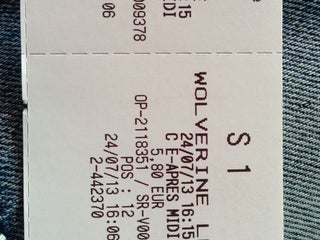 S 1
WOLVERINE L
24/07/13 16:15
C E-APRES MIDI
5,80 EUR
OP-2118351 / SR-V00
POS : 12
24/07/13 16:06
2-442370
E
:15
IDI
009378
:06